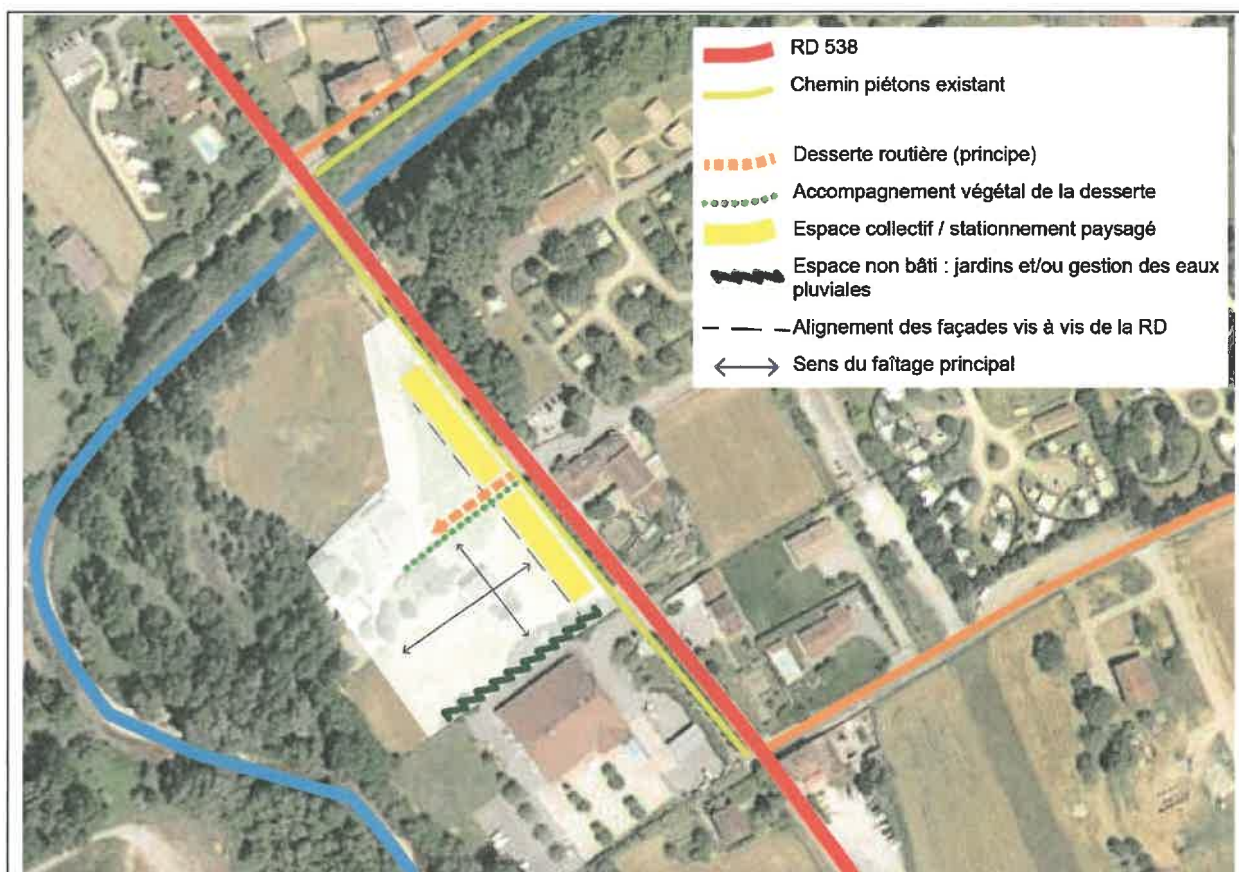 RD 538
Chemin piétons existant
Desserte routière (principe)
Accompagnement végétal de la desserte
Espace collectif / stationnement paysagé
Espace non bâti : jardins et/ou gestion des eaux
pluviales
Alignement des façades vis à vis de la RD
Sens du faîtage principal